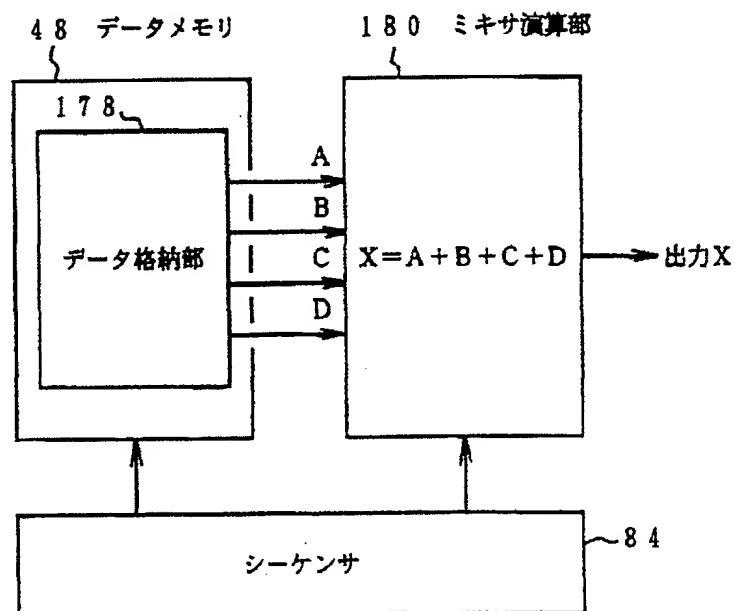 ４８ データメモリ
１８０ ミキサ演算部
１７８
A
B
データ格納部
C
X=A+B+C+D
出力X
D
８４
シーケンサ